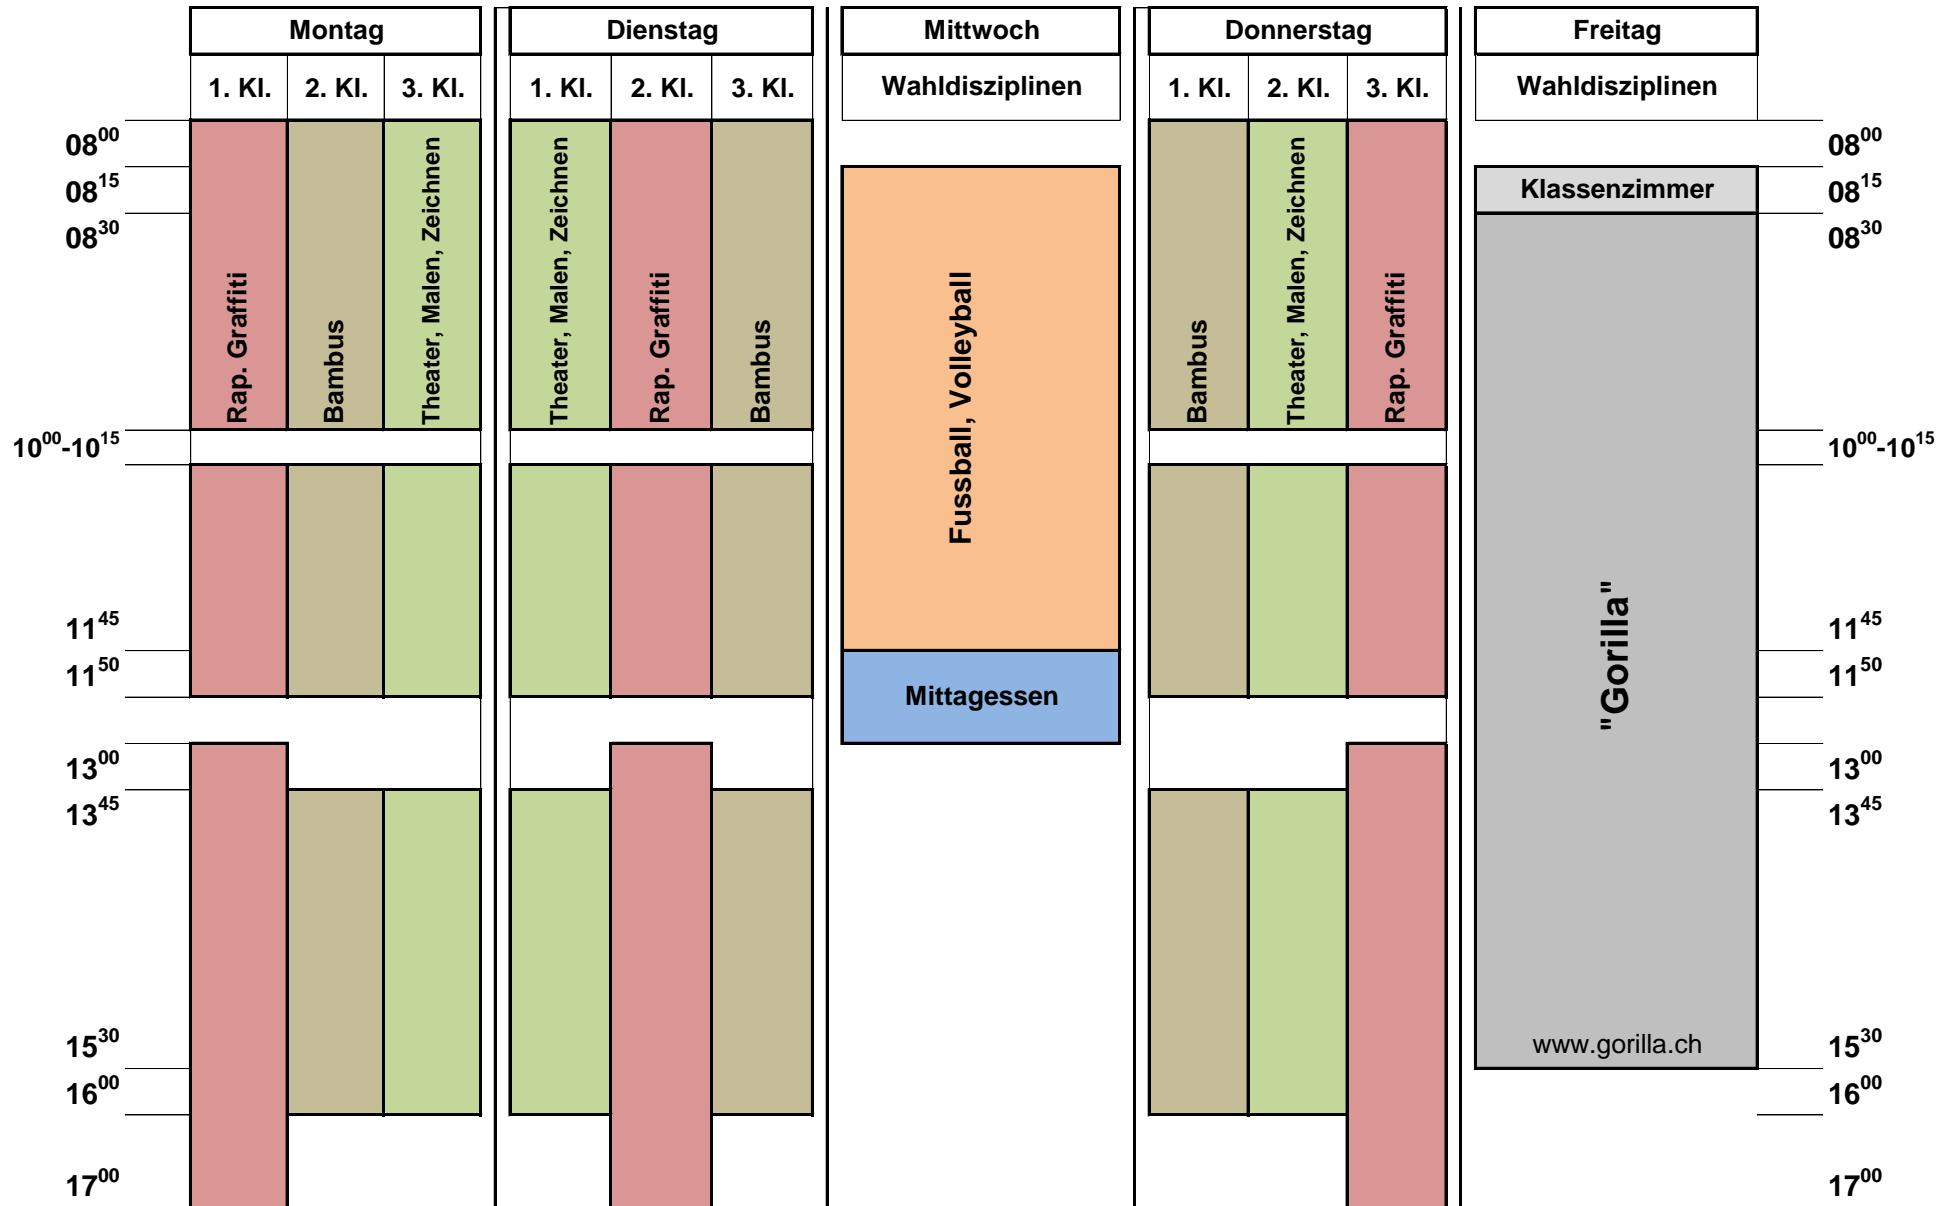 Montag Dienstag Mittwoch Donnerstag Freitag
1. Kl. 2. Kl. 3. Kl. 1. Kl. 2. Kl. 3. Kl. Wahldisziplinen 1. Kl. 2. Kl. 3. Kl. Wahldisziplinen
08⁰⁰ 08⁰⁰
08¹⁵ Klassenzimmer 08¹⁵
08³⁰ 08³⁰
Rap. Graffiti
Bambus
Theater, Malen, Zeichnen
Theater, Malen, Zeichnen
Rap. Graffiti
Bambus
Fussball, Volleyball
Bambus
Theater, Malen, Zeichnen
Rap. Graffiti
10⁰⁰-10¹⁵ 10⁰⁰-10¹⁵
"Gorilla"
11⁴⁵ 11⁴⁵
11⁵⁰ Mittagessen 11⁵⁰
13⁰⁰ 13⁰⁰
13⁴⁵ 13⁴⁵
15³⁰ www.gorilla.ch 15³⁰
16⁰⁰ 16⁰⁰
17⁰⁰ 17⁰⁰